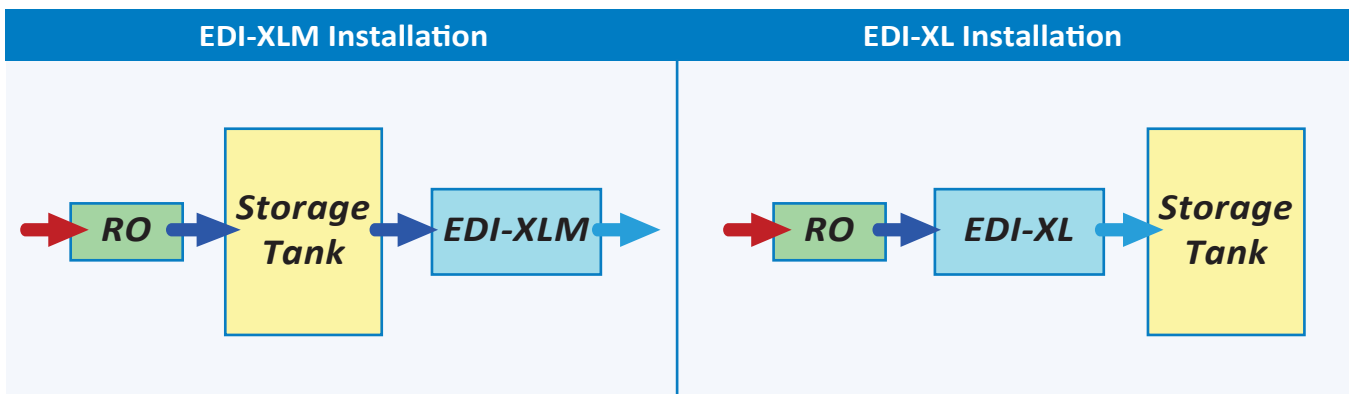 EDI-XLM Installation
RO
Storage
Tank
EDI-XLM
EDI-XL Installation
RO
EDI-XL
Storage
Tank